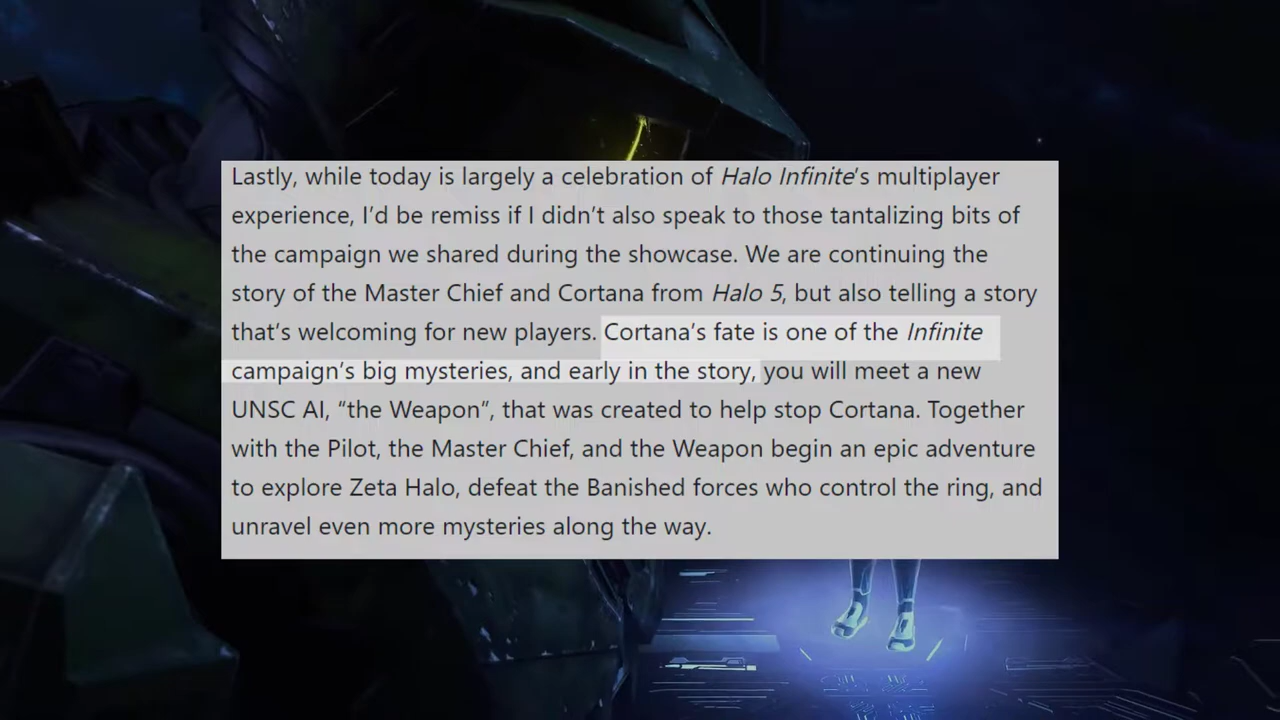 Lastly, while today is largely a celebration of Halo Infinite's multiplayer
experience, I'd be remiss if I didn't also speak to those tantalizing bits of
the campaign we shared during the showcase. We are continuing the
story of the Master Chief and Cortana from Halo 5, but also telling a story
that's welcoming for new players. Cortana's fate is one of the Infinite
campaign's big mysteries, and early in the story, you will meet a new
UNSC AI, “the Weapon”, that was created to help stop Cortana. Together
with the Pilot, the Master Chief, and the Weapon begin an epic adventure
to explore Zeta Halo, defeat the Banished forces who control the ring, and
unravel even more mysteries along the way.